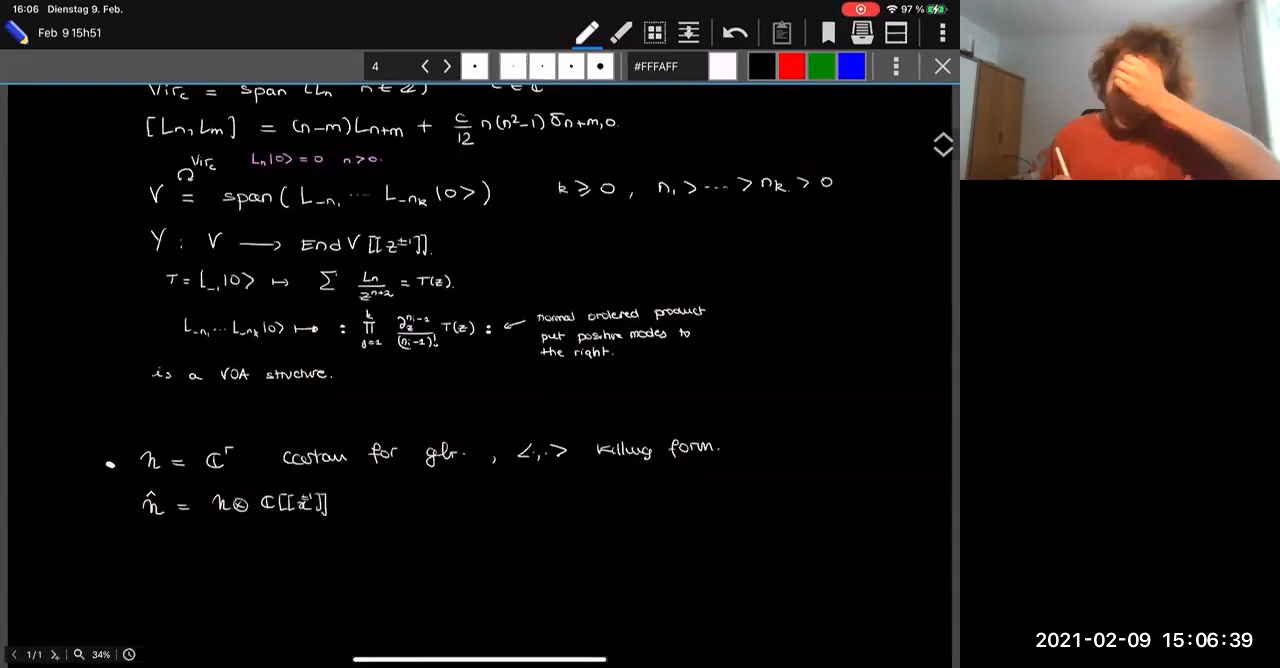 16:06 Dienstag 9. Feb.
97 %
Feb 9 15h51
4
#FFFAFF
Vir_c = span (L_n n ∈ Z) c ∈ ℂ
[L_n, L_m] = (n-m)L_{n+m} + c/12 n(n²-1) δ_{n+m,0}.
Vir_c L_n|0> = 0 n>0.
V = span( L_{-n_1} ... L_{-n_k} |0> ) k ⩾ 0, n_1 > ... > n_k > 0
Y : V → End V [[z^{±1}]].
T = L_{-1}|0> ↦ Σ L_n / z^{n+2} = T(z).
L_{-n_1} ... L_{-n_k}|0> ↦ : ∏_{j=1}^{k} ∂_z^{n_i-1} / (n_i-1)! T(z) : ← normal ordered product
put positive modes to
the right.
is a VOA structure.
• h = ℂ^r cartan for gl_r. , <.,.> killing form.
ĥ = h ⊗ ℂ[[z^{±1}]]
1/1
34%
2021-02-09 15:06:39